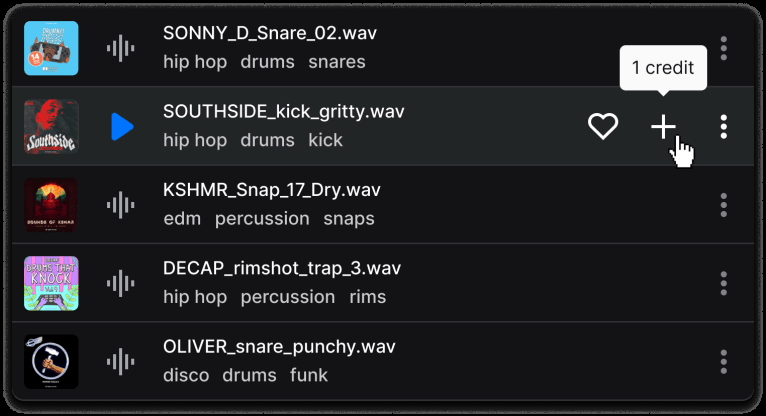 SONNY_D_Snare_02.wav
hip hop drums snares
1 credit
Southside
SOUTHSIDE_kick_gritty.wav
hip hop drums kick
SOUNDS OF KSHMR
KSHMR_Snap_17_Dry.wav
edm percussion snaps
DECAP
DRUMS THAT
KNOCK
DECAP_rimshot_trap_3.wav
hip hop percussion rims
OLIVER_snare_punchy.wav
disco drums funk